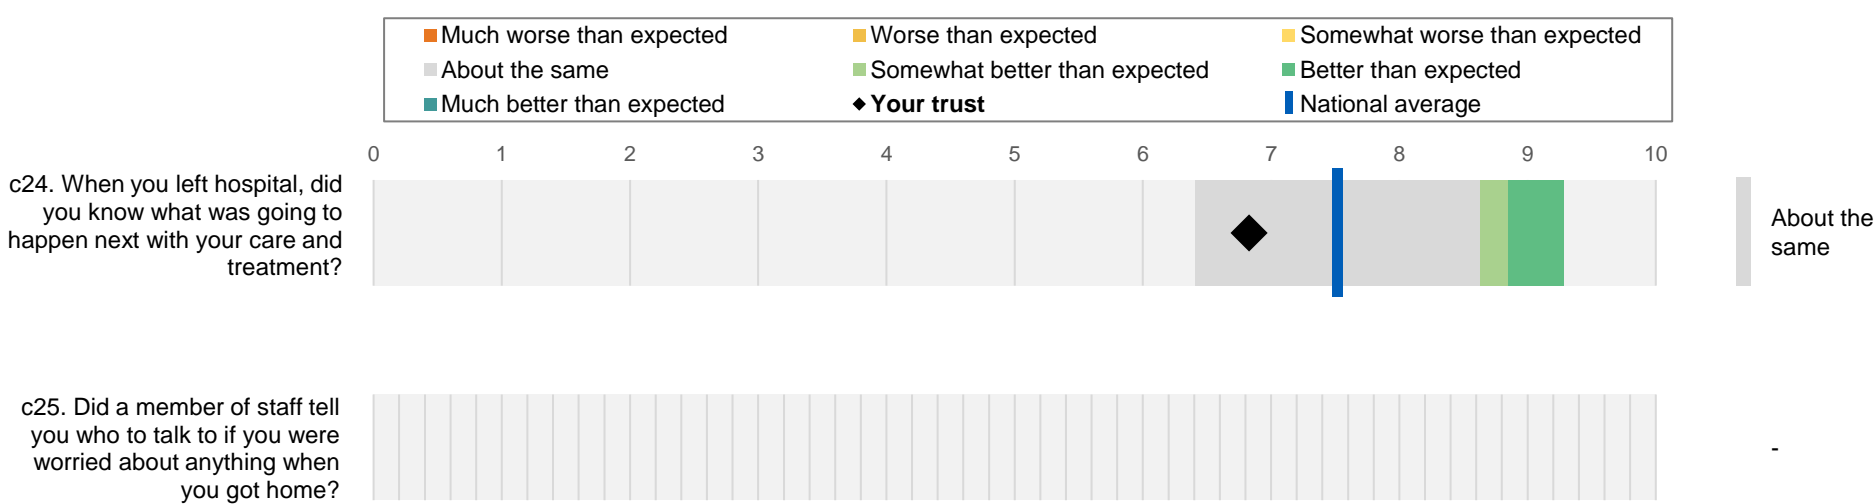 Much worse than expected
Worse than expected
Somewhat worse than expected
About the same
Somewhat better than expected
Better than expected
Much better than expected
Your trust
National average
0 1 2 3 4 5 6 7 8 9 10
c24. When you left hospital, did
you know what was going to
happen next with your care and
treatment?
About the
same
c25. Did a member of staff tell
you who to talk to if you were
worried about anything when
you got home?
-